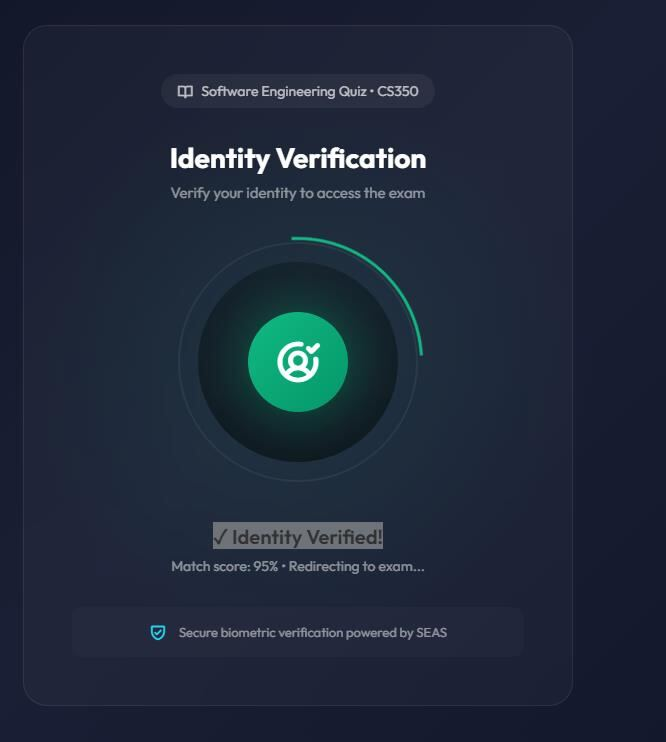 Software Engineering Quiz • CS350
Identity Verification
Verify your identity to access the exam
✓ Identity Verified!
Match score: 95% • Redirecting to exam...
Secure biometric verification powered by SEAS